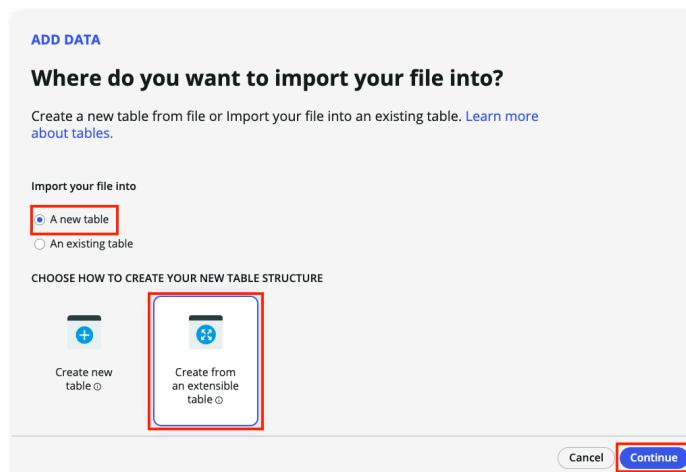 ADD DATA
Where do you want to import your file into?
Create a new table from file or Import your file into an existing table. Learn more
about tables.
Import your file into
A new table
An existing table
CHOOSE HOW TO CREATE YOUR NEW TABLE STRUCTURE
Create new
table
Create from
an extensible
table
Cancel
Continue